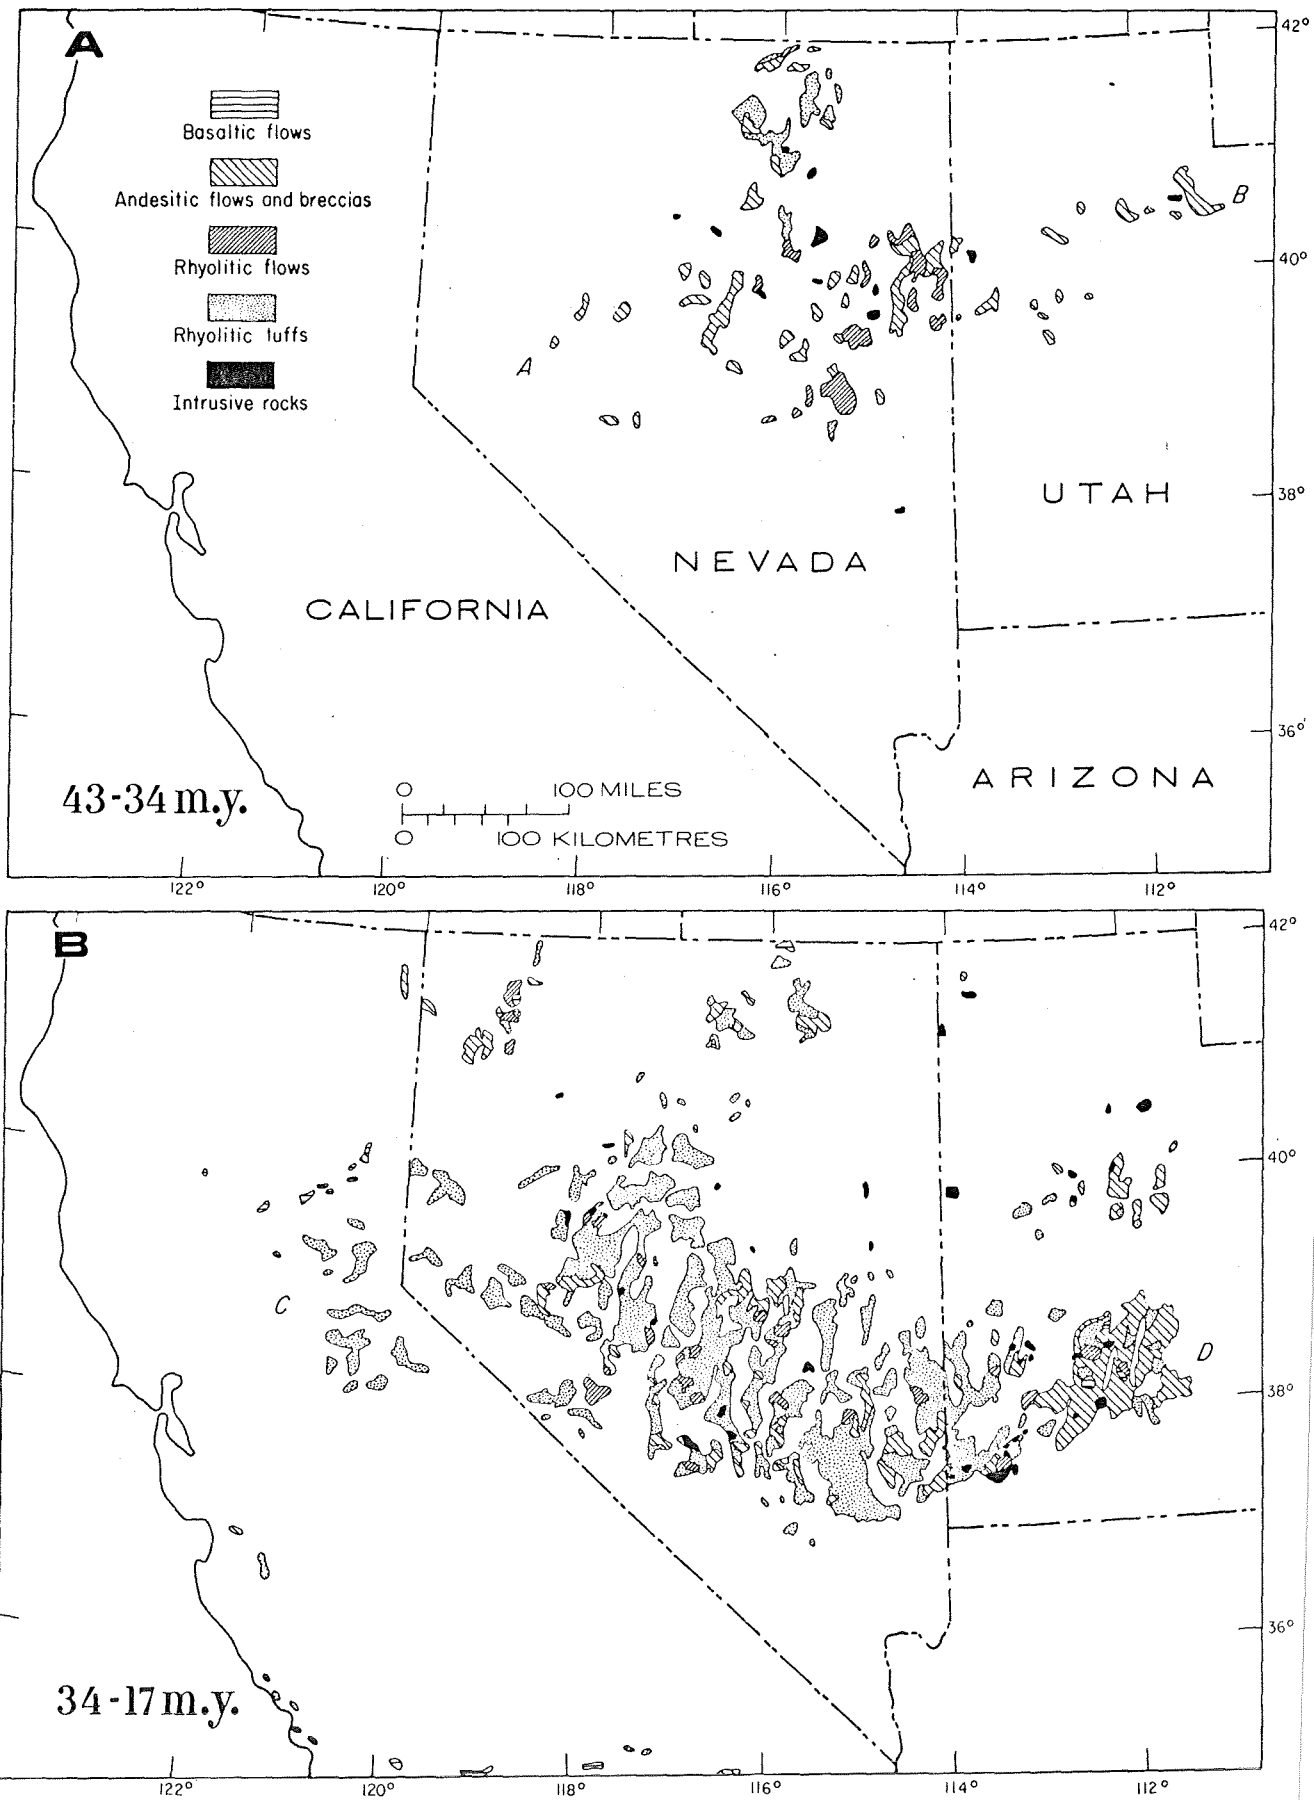 A
42°
Basaltic flows
Andesitic flows and breccias
Rhyolitic flows
Rhyolitic tuffs
Intrusive rocks
B
40°
A
38°
UTAH
NEVADA
CALIFORNIA
36°
ARIZONA
43-34 m.y.
0 100 MILES
0 100 KILOMETRES
122° 120° 118° 116° 114° 112°
B
42°
40°
C
D
38°
36°
34-17 m.y.
122° 120° 118° 116° 114° 112°